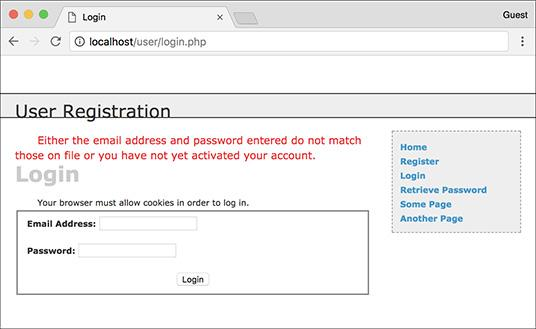 Login
Guest
localhost/user/login.php
User Registration
Either the email address and password entered do not match
those on file or you have not yet activated your account.
Login
Your browser must allow cookies in order to log in.
Email Address:
Password:
Login
Home
Register
Login
Retrieve Password
Some Page
Another Page